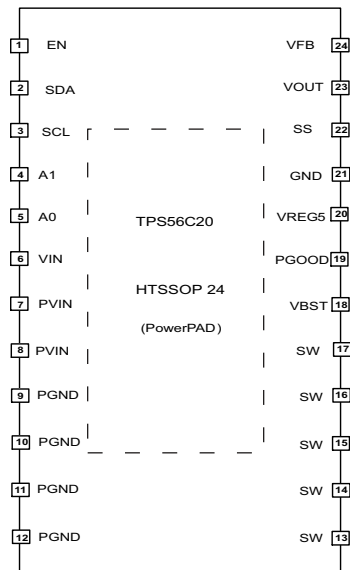 1 EN VFB 24
2 SDA VOUT 23
3 SCL SS 22
4 A1 GND 21
5 A0 VREG5 20
TPS56C20
6 VIN PGOOD 19
HTSSOP 24
7 PVIN VBST 18
(PowerPAD)
8 PVIN SW 17
9 PGND SW 16
10 PGND SW 15
11 PGND SW 14
12 PGND SW 13